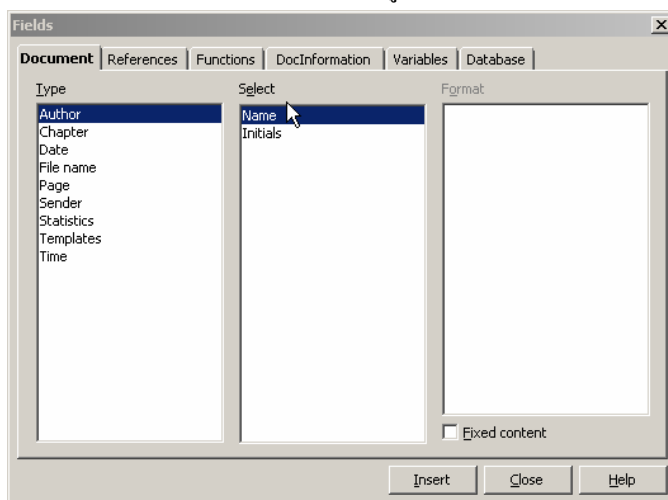 Fields
Document References Functions DocInformation Variables Database
Type Select Format
Author Name
Chapter Initials
Date
File name
Page
Sender
Statistics
Templates
Time
Fixed content
Insert Close Help